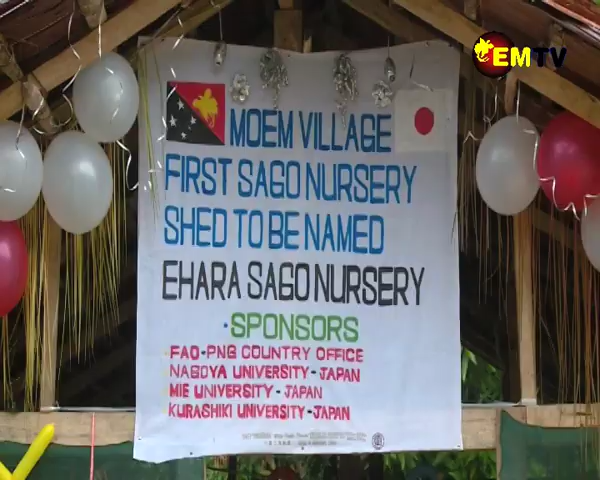 EMTV
MOEM VILLAGE
FIRST SAGO NURSERY
SHED TO BE NAMED
EHARA SAGO NURSERY
·SPONSORS
·FAO-PNG COUNTRY OFFICE
·NAGOYA UNIVERSITY-JAPAN
·MIE UNIVERSITY-JAPAN
·KURASHIKI UNIVERSITY-JAPAN